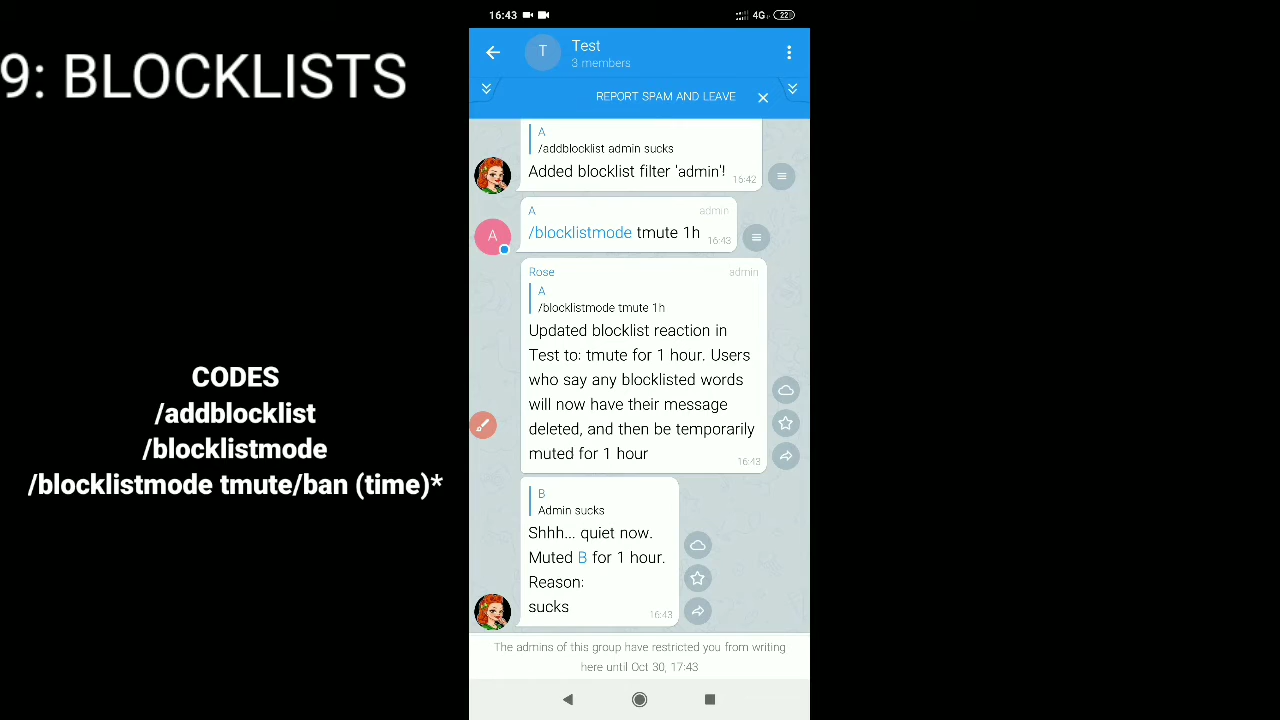 9: BLOCKLISTS
CODES
/addblocklist
/blocklistmode
/blocklistmode tmute/ban (time)*
16:43
4G
22
T
Test
3 members
REPORT SPAM AND LEAVE
A
/addblocklist admin sucks
Added blocklist filter 'admin'!
16:42
A
admin
A
/blocklistmode tmute 1h
16:43
Rose
admin
A
/blocklistmode tmute 1h
Updated blocklist reaction in
Test to: tmute for 1 hour. Users
who say any blocklisted words
will now have their message
deleted, and then be temporarily
muted for 1 hour
16:43
B
Admin sucks
Shhh... quiet now.
Muted B for 1 hour.
Reason:
sucks
16:43
The admins of this group have restricted you from writing
here until Oct 30, 17:43